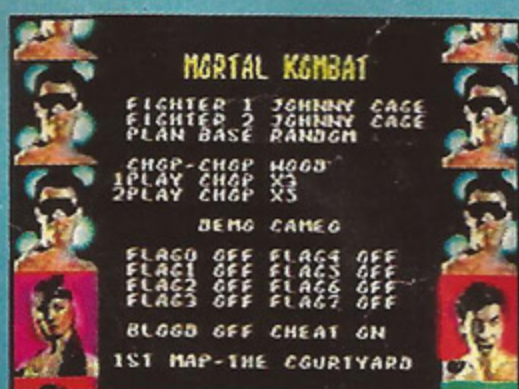 MORTAL KOMBAT
FIGHTER 1 JOHNNY CAGE
FIGHTER 2 JOHNNY CAGE
PLAN BASE RANDOM
CHOP-CHOP WOOD
1PLAY CHOP X3
2PLAY CHOP X3
DEMO CAMEO
FLAG0 OFF FLAG4 OFF
FLAG1 OFF FLAG5 OFF
FLAG2 OFF FLAG6 OFF
FLAG3 OFF FLAG7 OFF
BLOOD OFF CHEAT ON
1ST MAP-THE COURTYARD